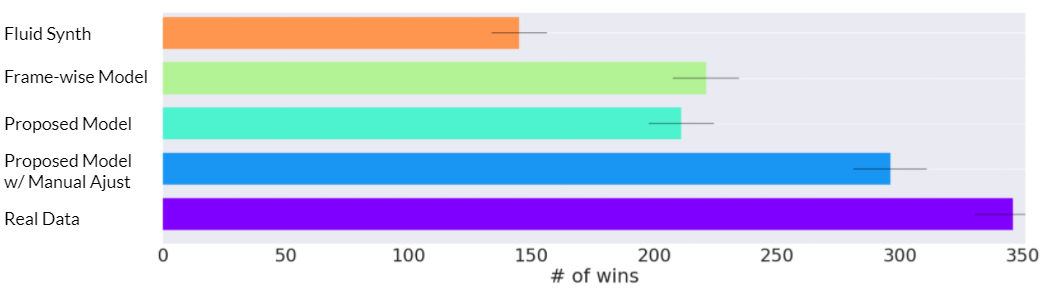 Fluid Synth
Frame-wise Model
Proposed Model
Proposed Model
w/ Manual Ajust
Real Data
0 50 100 150 200 250 300 350
# of wins